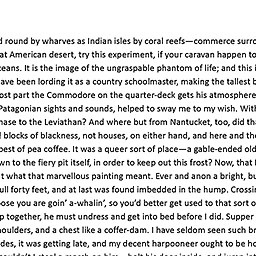 d round by wharves as Indian isles by coral reefs—commerce surro
at American desert, try this experiment, if your caravan happen to
eans. It is the image of the ungraspable phantom of life; and this i
ave been lording it as a country schoolmaster, making the tallest b
ost part the Commodore on the quarter-deck gets his atmosphere
Patagonian sights and sounds, helped to sway me to my wish. With
hase to the Leviathan? And where but from Nantucket, too, did tha
! blocks of blackness, not houses, on either hand, and here and the
best of pea coffee. It was a queer sort of place—a gable-ended old
wn to the fiery pit itself, in order to keep out this frost? Now, that I
t what that marvellous painting meant. Ever and anon a bright, bu
ull forty feet, and at last was found imbedded in the hump. Crossi
ose you are goin' a-whalin', so you'd better get used to that sort o
p together, he must undress and get into bed before I did. Supper
houlders, and a chest like a coffer-dam. I have seldom seen such br
des, it was getting late, and my decent harpooneer ought to be ho